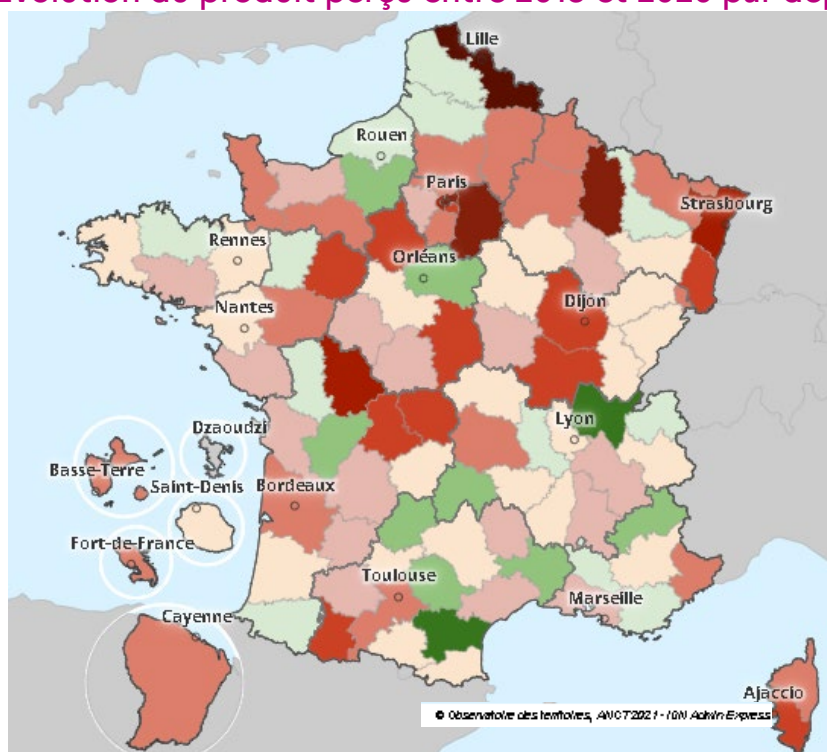 Evolution du produit perçu entre 2015 et 2020 par dép
Lille
Rouen
Paris
Strasbourg
Rennes
Orléans
Nantes
Dijon
Dzaoudzi
Lyon
Basse-Terre
Saint-Denis
Bordeaux
Fort-de-France
Toulouse
Marseille
Cayenne
Ajaccio
© Observatoire des territoires, ANCT 2021 - IGN Admin Express